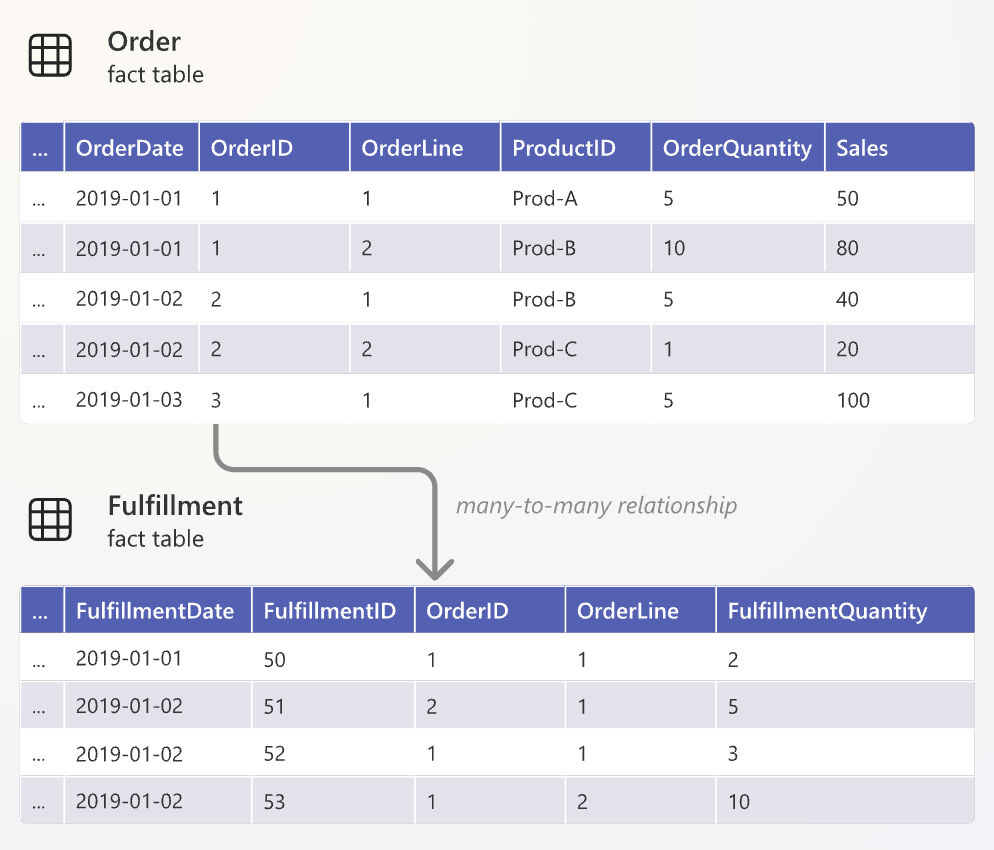 Order
fact table
... OrderDate OrderID OrderLine ProductID OrderQuantity Sales
... 2019-01-01 1 1 Prod-A 5 50
... 2019-01-01 1 2 Prod-B 10 80
... 2019-01-02 2 1 Prod-B 5 40
... 2019-01-02 2 2 Prod-C 1 20
... 2019-01-03 3 1 Prod-C 5 100
many-to-many relationship
Fulfillment
fact table
... FulfillmentDate FulfillmentID OrderID OrderLine FulfillmentQuantity
... 2019-01-01 50 1 1 2
... 2019-01-02 51 2 1 5
... 2019-01-02 52 1 1 3
... 2019-01-02 53 1 2 10